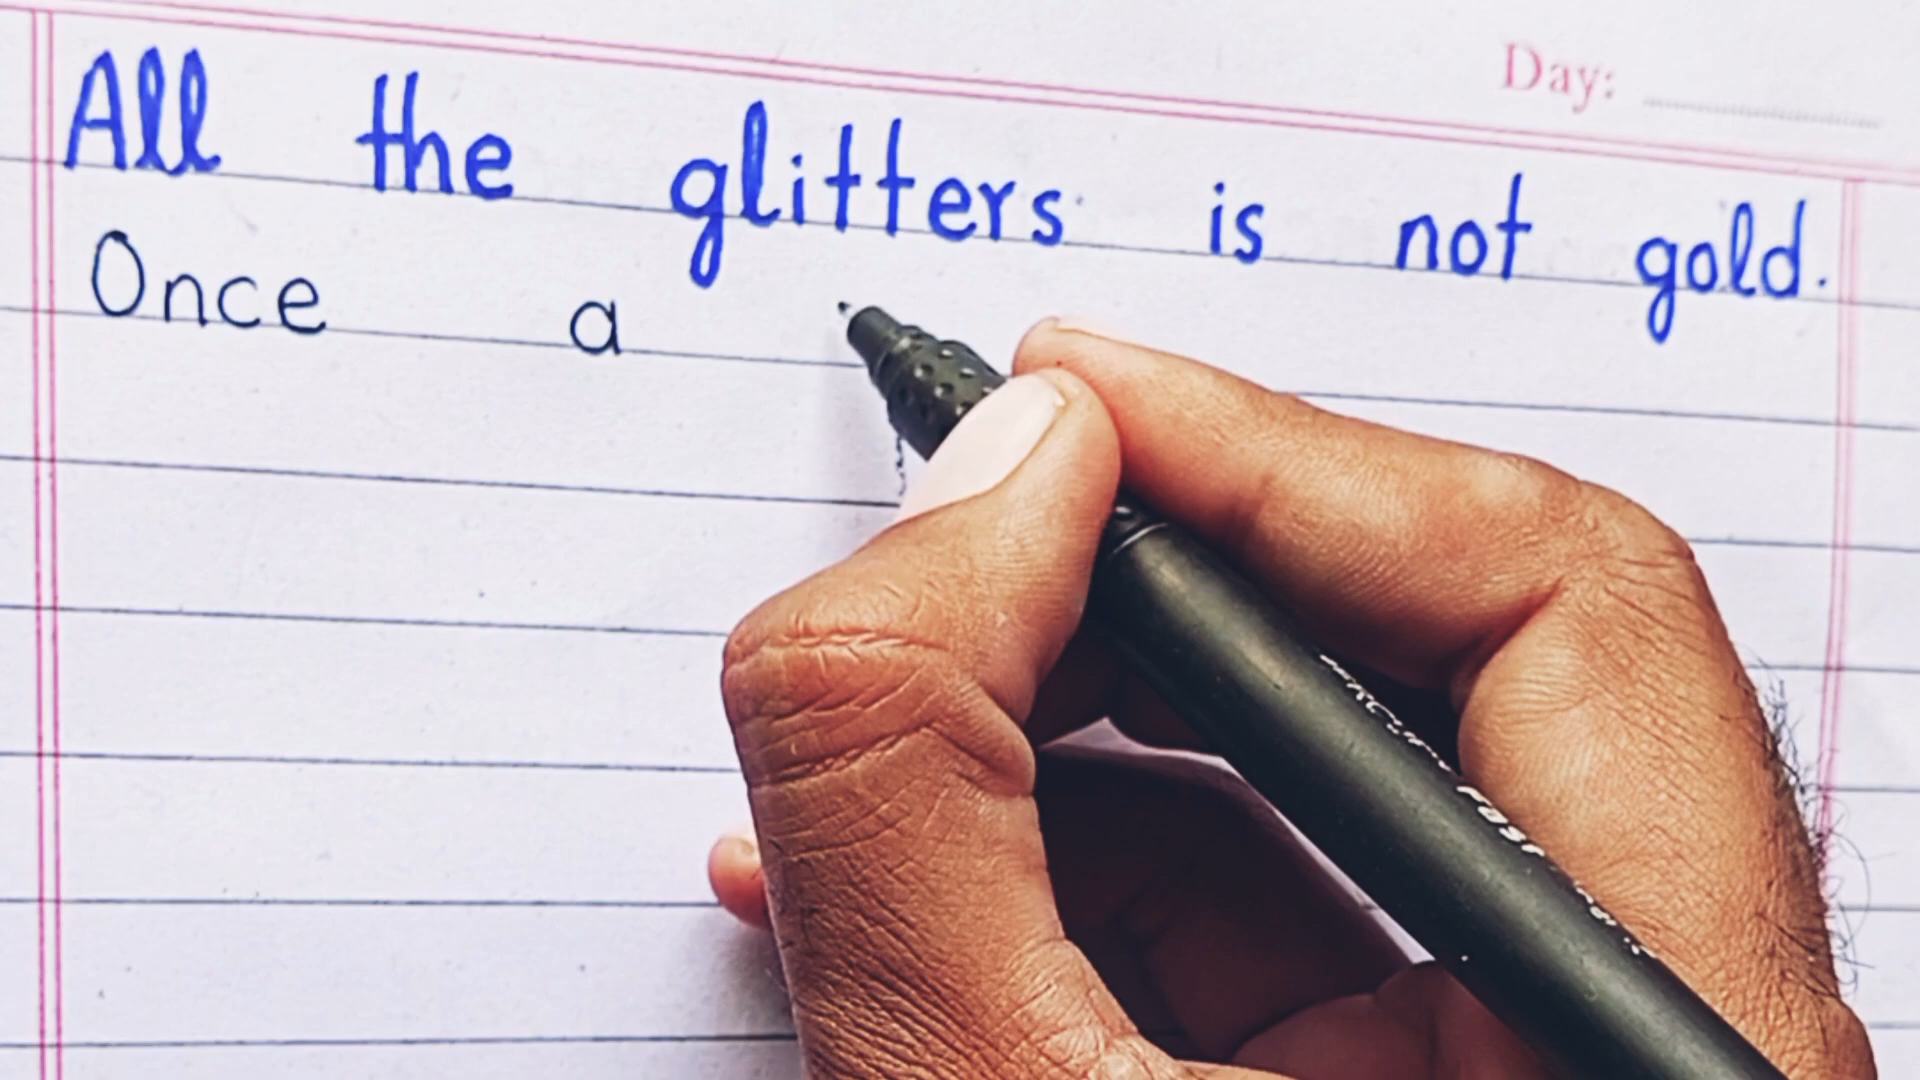 Day:
All the glitters is not gold.
Once a